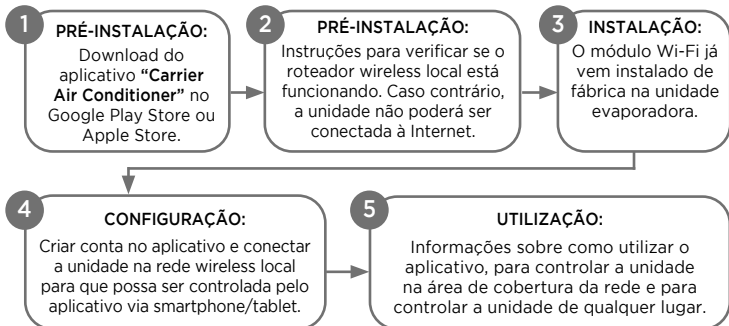 1
PRÉ-INSTALAÇÃO:
Download do
aplicativo “Carrier
Air Conditioner” no
Google Play Store ou
Apple Store.
2
PRÉ-INSTALAÇÃO:
Instruções para verificar se o
roteador wireless local está
funcionando. Caso contrário,
a unidade não poderá ser
conectada à Internet.
3
INSTALAÇÃO:
O módulo Wi-Fi já
vem instalado de
fábrica na unidade
evaporadora.
4
CONFIGURAÇÃO:
Criar conta no aplicativo e conectar
a unidade na rede wireless local
para que possa ser controlada pelo
aplicativo via smartphone/tablet.
5
UTILIZAÇÃO:
Informações sobre como utilizar o
aplicativo, para controlar a unidade
na área de cobertura da rede e para
controlar a unidade de qualquer lugar.